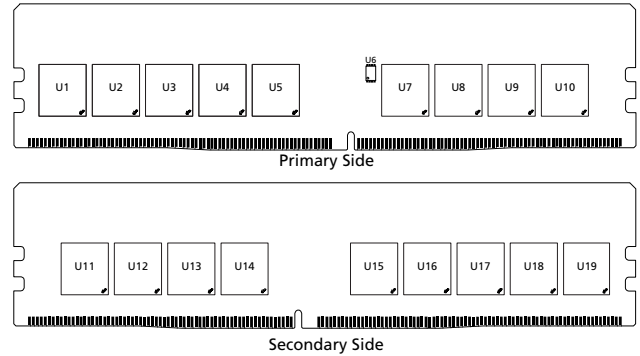 U6
U1 U2 U3 U4 U5 U7 U8 U9 U10
Primary Side
U11 U12 U13 U14 U15 U16 U17 U18 U19
Secondary Side